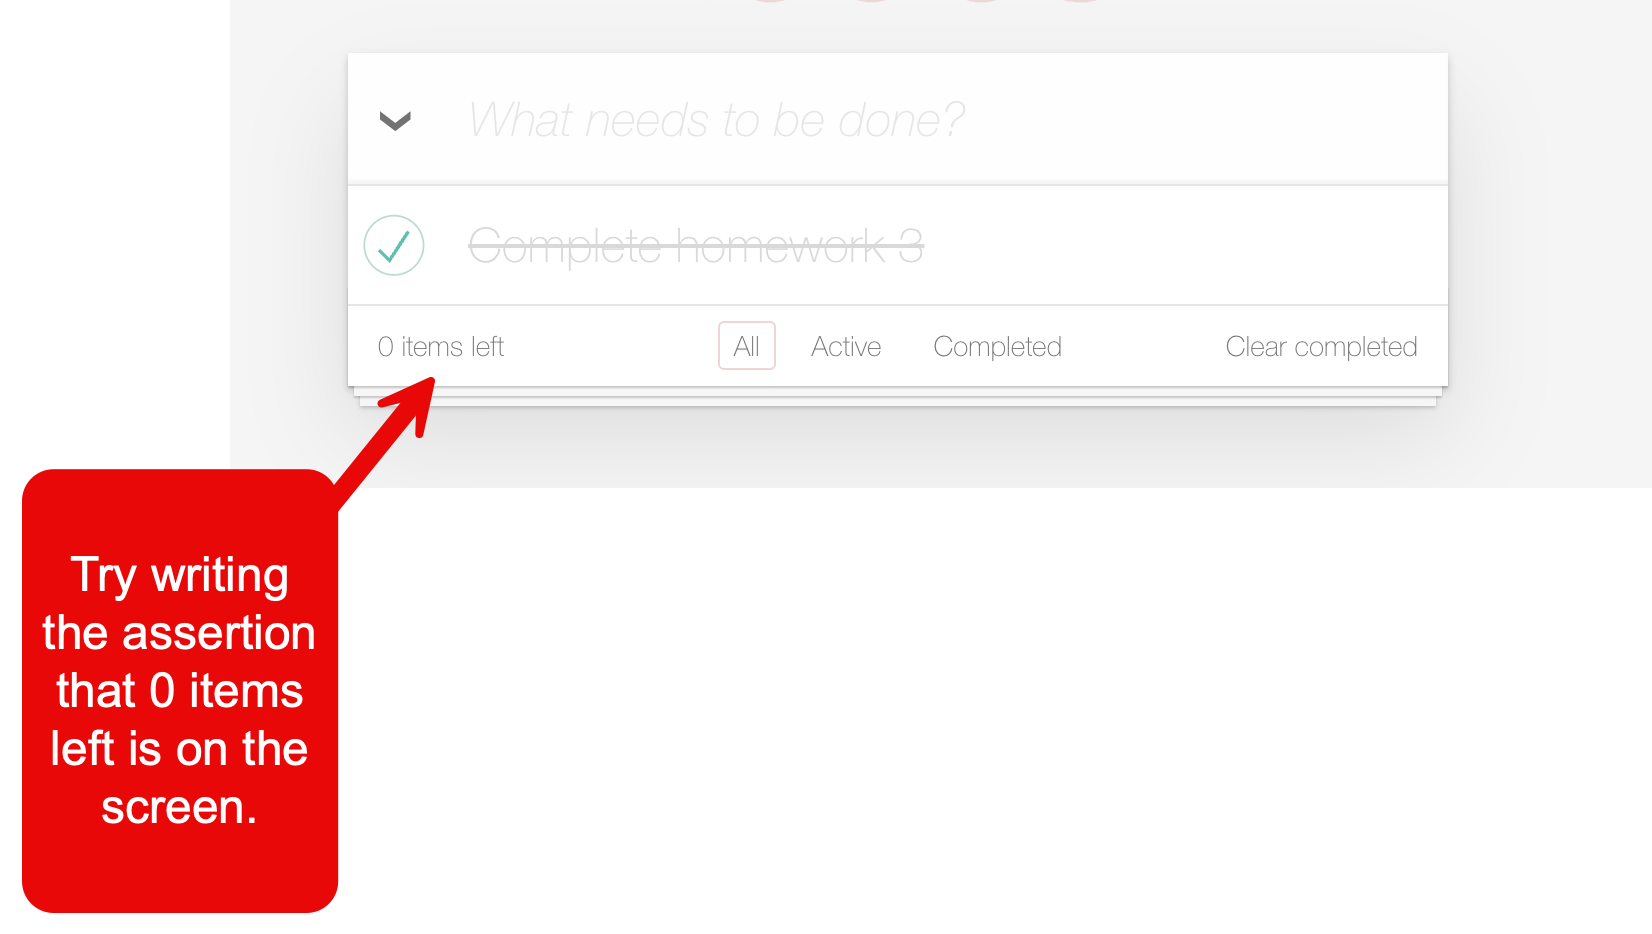 What needs to be done?
Complete homework 3
0 items left
All
Active
Completed
Clear completed
Try writing
the assertion
that 0 items
left is on the
screen.